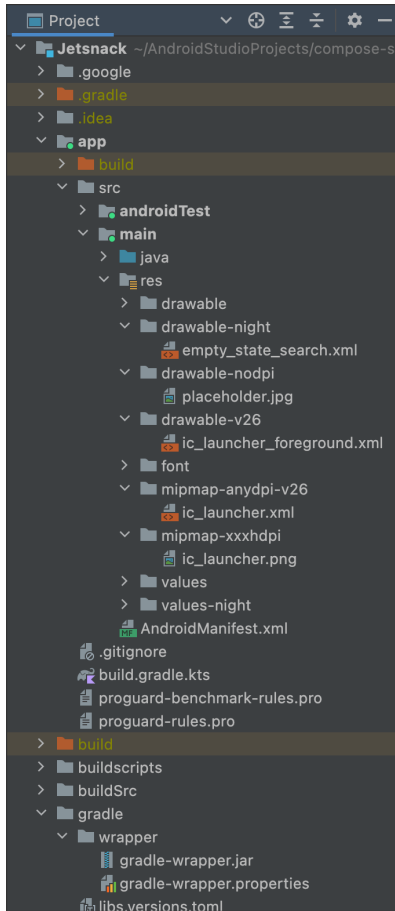 Project
Jetsnack ~/AndroidStudioProjects/compose-s
.google
.gradle
.idea
app
build
src
androidTest
main
java
res
drawable
drawable-night
empty_state_search.xml
drawable-nodpi
placeholder.jpg
drawable-v26
ic_launcher_foreground.xml
font
mipmap-anydpi-v26
ic_launcher.xml
mipmap-xxxhdpi
ic_launcher.png
values
values-night
MF AndroidManifest.xml
.gitignore
build.gradle.kts
proguard-benchmark-rules.pro
proguard-rules.pro
build
buildscripts
buildSrc
gradle
wrapper
gradle-wrapper.jar
gradle-wrapper.properties
libs.versions.toml